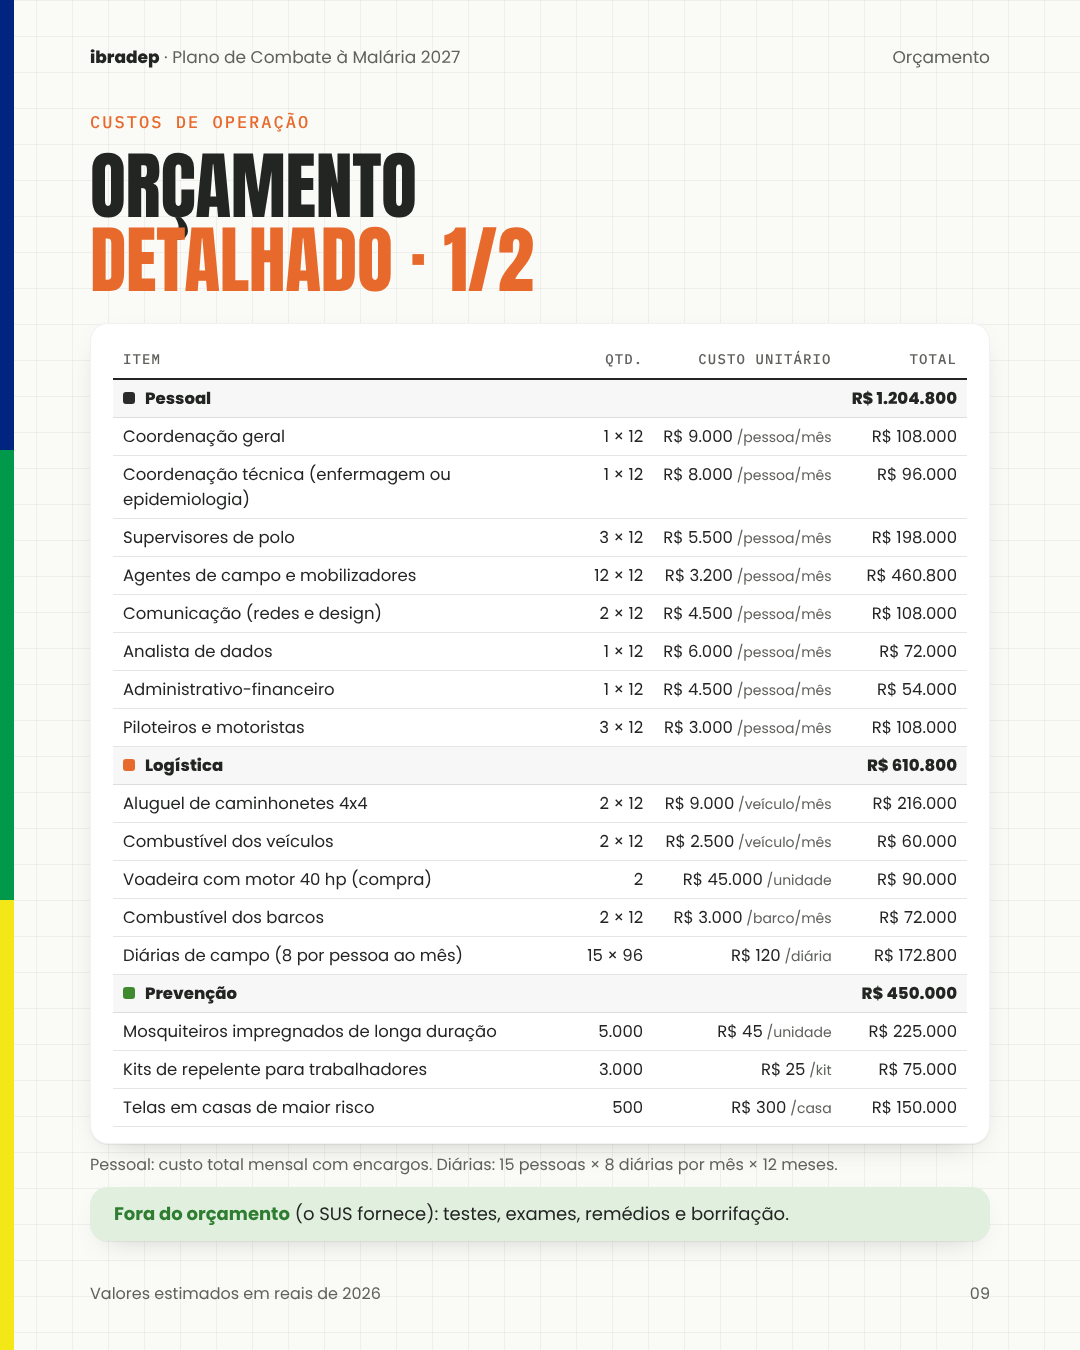 ibradep · Plano de Combate à Malária 2027
Orçamento
CUSTOS DE OPERAÇÃO
ORÇAMENTO
DETALHADO · 1/2
ITEM QTD. CUSTO UNITÁRIO TOTAL
Pessoal R$ 1.204.800
Coordenação geral 1 × 12 R$ 9.000 /pessoa/mês R$ 108.000
Coordenação técnica (enfermagem ou 1 × 12 R$ 8.000 /pessoa/mês R$ 96.000
epidemiologia)
Supervisores de polo 3 × 12 R$ 5.500 /pessoa/mês R$ 198.000
Agentes de campo e mobilizadores 12 × 12 R$ 3.200 /pessoa/mês R$ 460.800
Comunicação (redes e design) 2 × 12 R$ 4.500 /pessoa/mês R$ 108.000
Analista de dados 1 × 12 R$ 6.000 /pessoa/mês R$ 72.000
Administrativo-financeiro 1 × 12 R$ 4.500 /pessoa/mês R$ 54.000
Piloteiros e motoristas 3 × 12 R$ 3.000 /pessoa/mês R$ 108.000
Logística R$ 610.800
Aluguel de caminhonetes 4x4 2 × 12 R$ 9.000 /veículo/mês R$ 216.000
Combustível dos veículos 2 × 12 R$ 2.500 /veículo/mês R$ 60.000
Voadeira com motor 40 hp (compra) 2 R$ 45.000 /unidade R$ 90.000
Combustível dos barcos 2 × 12 R$ 3.000 /barco/mês R$ 72.000
Diárias de campo (8 por pessoa ao mês) 15 × 96 R$ 120 /diária R$ 172.800
Prevenção R$ 450.000
Mosquiteiros impregnados de longa duração 5.000 R$ 45 /unidade R$ 225.000
Kits de repelente para trabalhadores 3.000 R$ 25 /kit R$ 75.000
Telas em casas de maior risco 500 R$ 300 /casa R$ 150.000
Pessoal: custo total mensal com encargos. Diárias: 15 pessoas × 8 diárias por mês × 12 meses.
Fora do orçamento (o SUS fornece): testes, exames, remédios e borrifação.
Valores estimados em reais de 2026
09